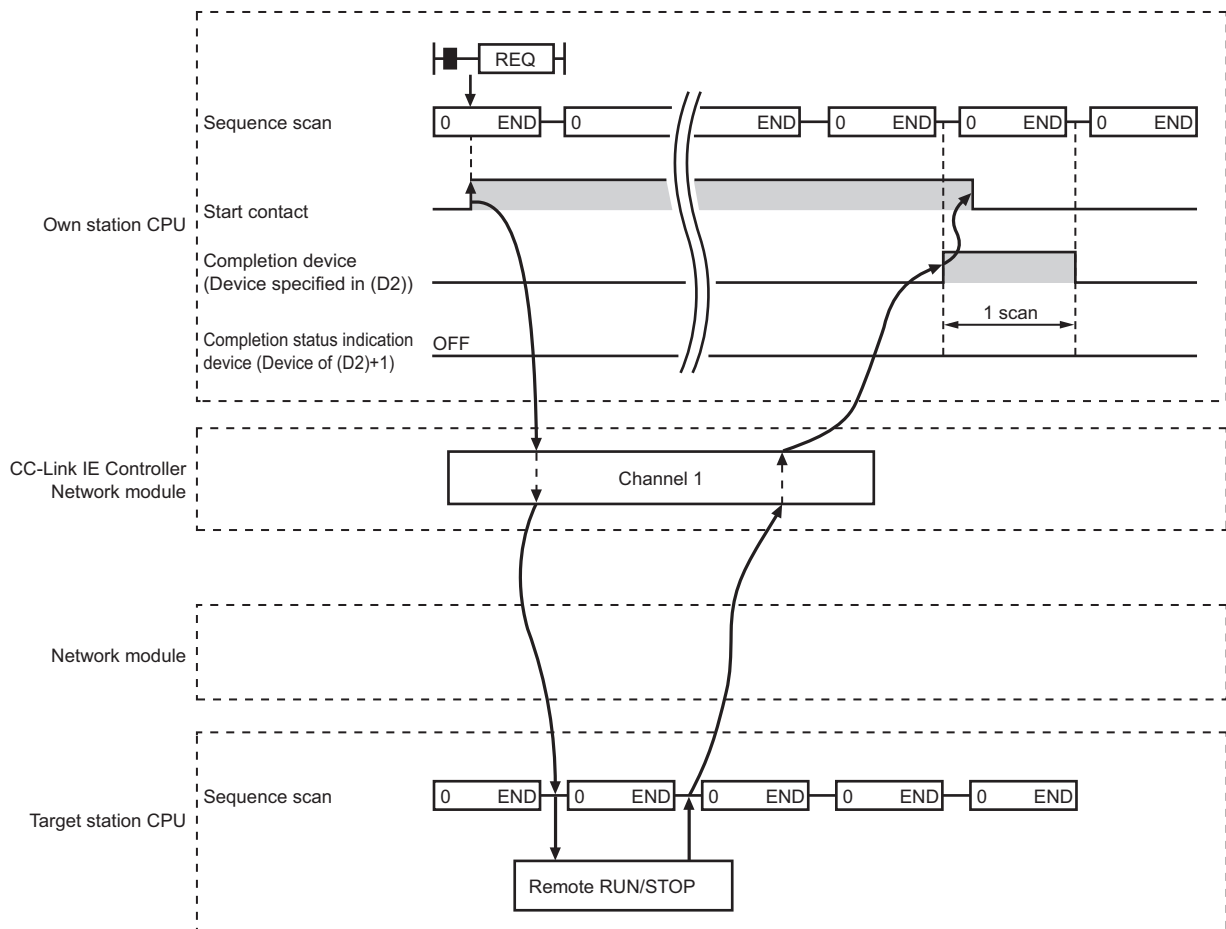 REQ
Sequence scan
0 END 0 END 0 END 0 END 0 END
Own station CPU
Start contact
Completion device
(Device specified in (D2))
1 scan
Completion status indication
device (Device of (D2)+1)
OFF
CC-Link IE Controller
Network module
Channel 1
Network module
Target station CPU
Sequence scan
0 END 0 END 0 END 0 END 0 END
Remote RUN/STOP